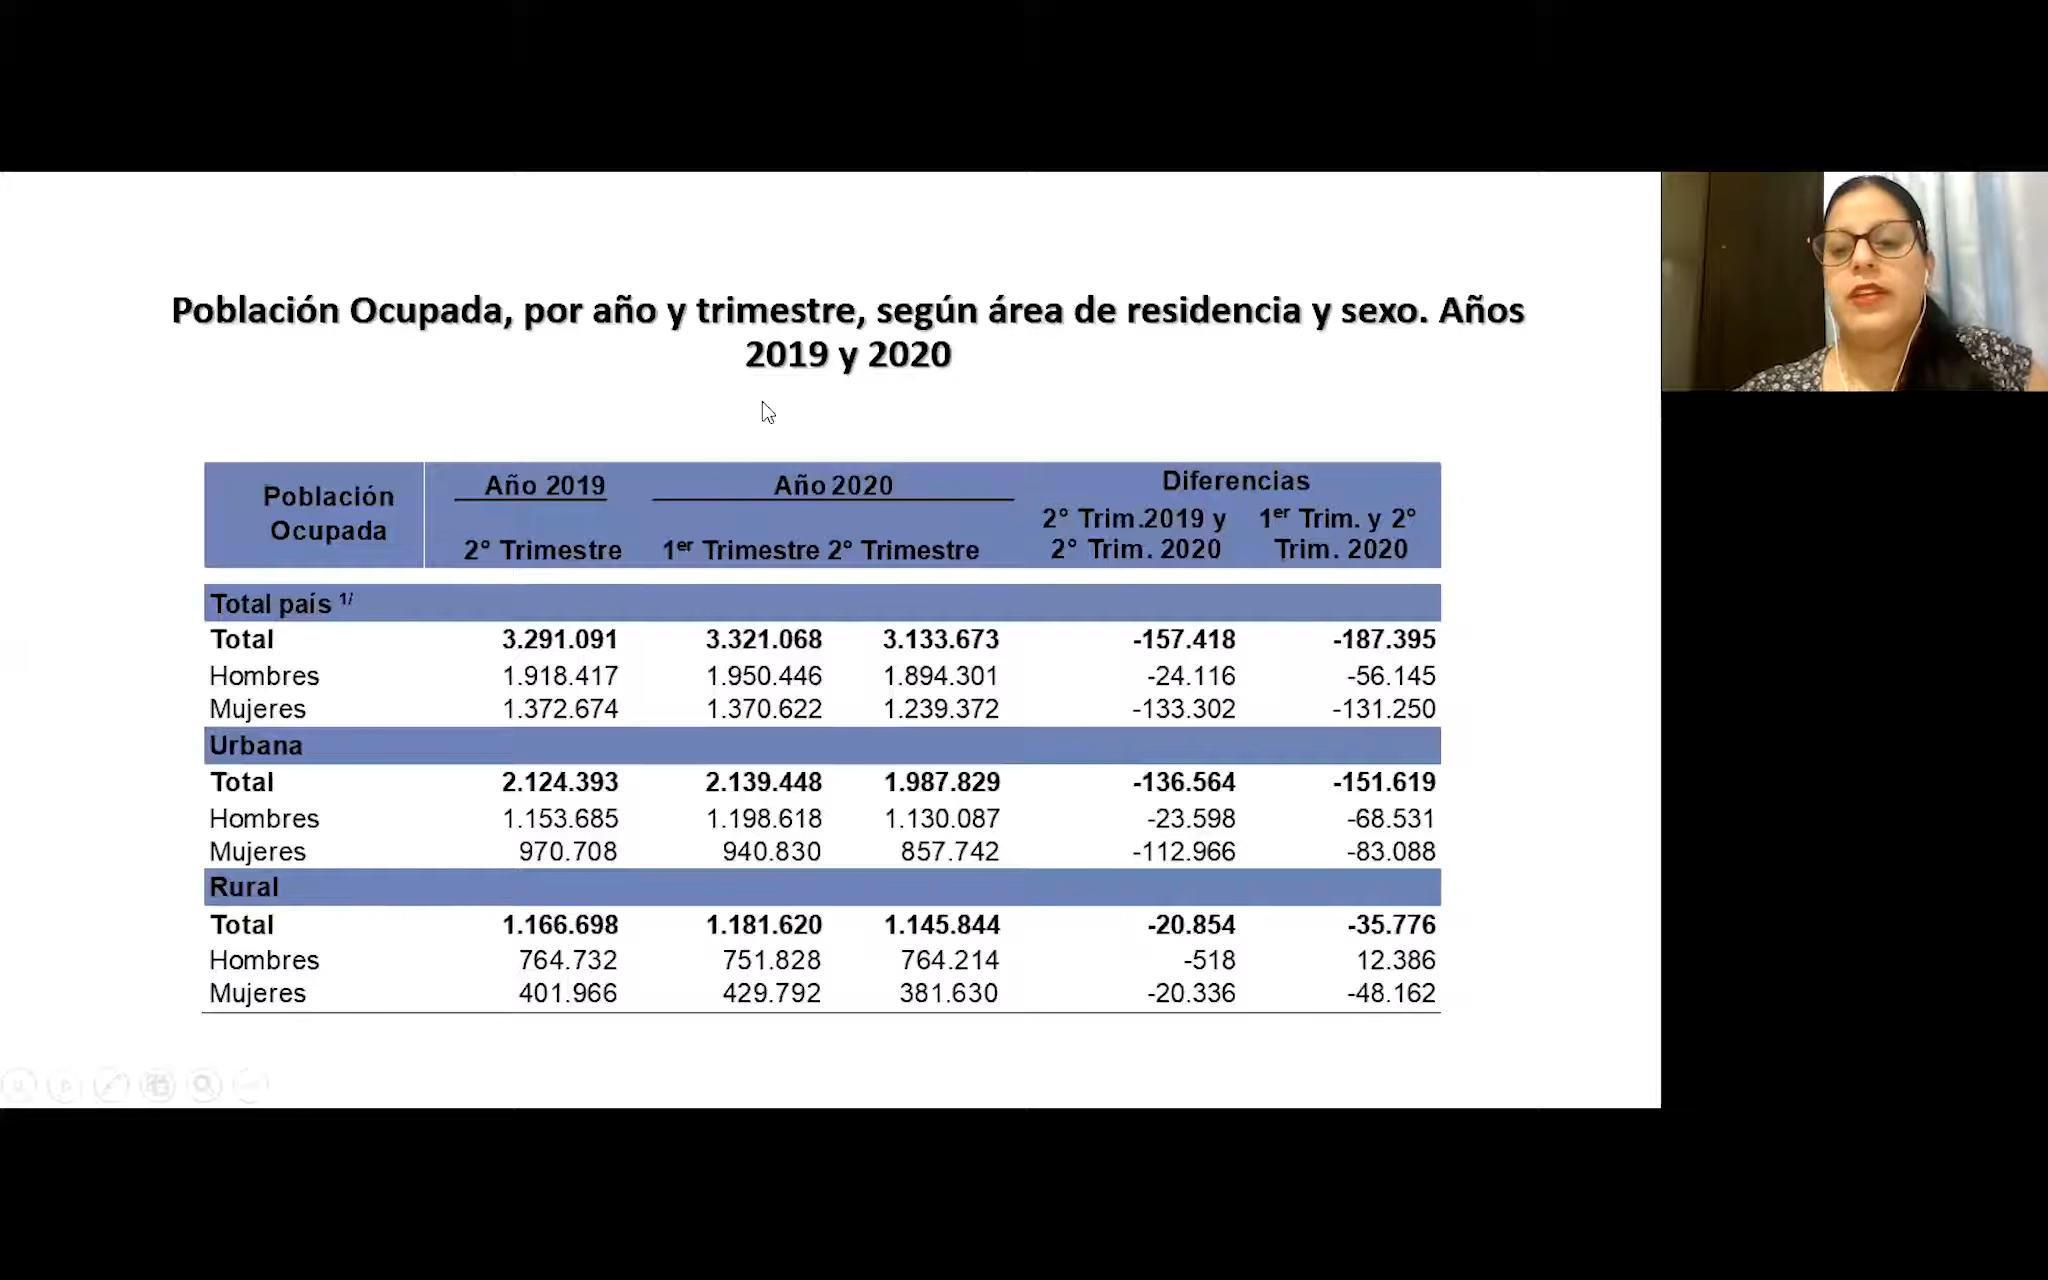 Población Ocupada, por año y trimestre, según área de residencia y sexo. Años
2019 y 2020
Población
Ocupada
Año 2019
Año 2020
Diferencias
2° Trimestre
1er Trimestre 2° Trimestre
2° Trim.2019 y
2° Trim. 2020
1er Trim. y 2°
Trim. 2020
Total país 1/
Total 3.291.091 3.321.068 3.133.673 -157.418 -187.395
Hombres 1.918.417 1.950.446 1.894.301 -24.116 -56.145
Mujeres 1.372.674 1.370.622 1.239.372 -133.302 -131.250
Urbana
Total 2.124.393 2.139.448 1.987.829 -136.564 -151.619
Hombres 1.153.685 1.198.618 1.130.087 -23.598 -68.531
Mujeres 970.708 940.830 857.742 -112.966 -83.088
Rural
Total 1.166.698 1.181.620 1.145.844 -20.854 -35.776
Hombres 764.732 751.828 764.214 -518 12.386
Mujeres 401.966 429.792 381.630 -20.336 -48.162